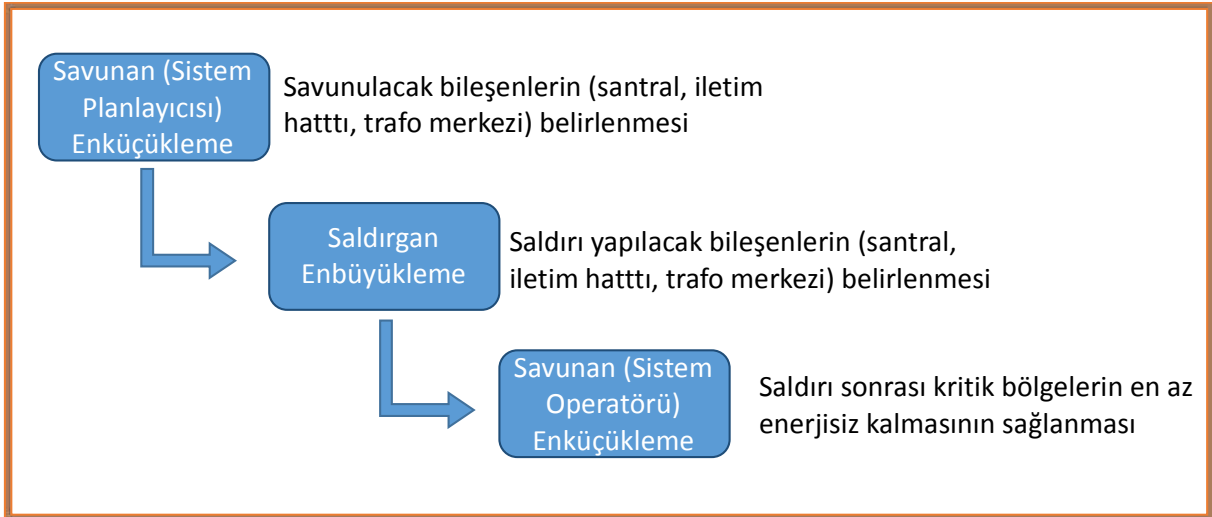 Savunan (Sistem
Planlayıcısı)
Enküçükleme
Savunulacak bileşenlerin (santral, iletim
hatttı, trafo merkezi) belirlenmesi
Saldırgan
Enbüyükleme
Saldırı yapılacak bileşenlerin (santral,
iletim hatttı, trafo merkezi) belirlenmesi
Savunan (Sistem
Operatörü)
Enküçükleme
Saldırı sonrası kritik bölgelerin en az
enerjisiz kalmasının sağlanması